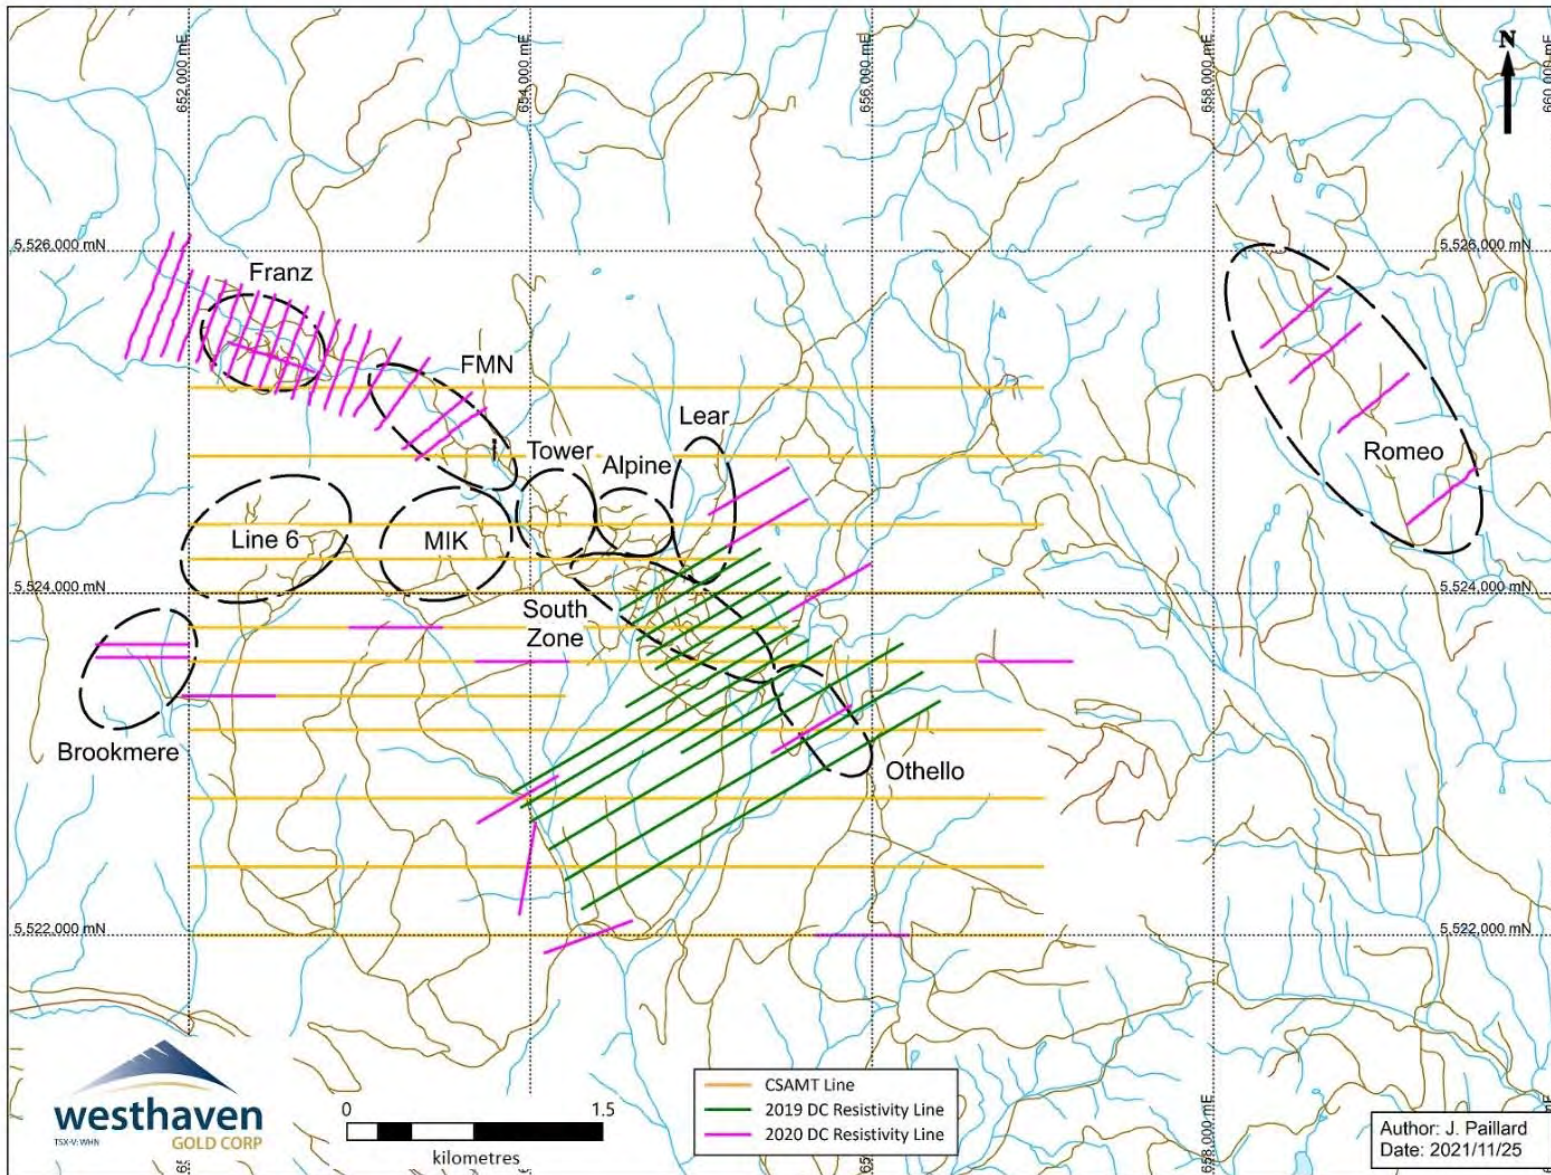 652,000 mE
654,000 mE
656,000 mE
658,000 mE
660,000 mE
N
5,526,000 mN
5,526,000 mN
Franz
FMN
Lear
Tower
Alpine
Romeo
Line 6
MIK
5,524,000 mN
5,524,000 mN
South
Zone
Brookmere
Othello
5,522,000 mN
5,522,000 mN
westhaven
TSX-V: WHN
GOLD CORP
0
1.5
kilometres
CSAMT Line
2019 DC Resistivity Line
2020 DC Resistivity Line
658,000 mE
Author: J. Paillard
Date: 2021/11/25